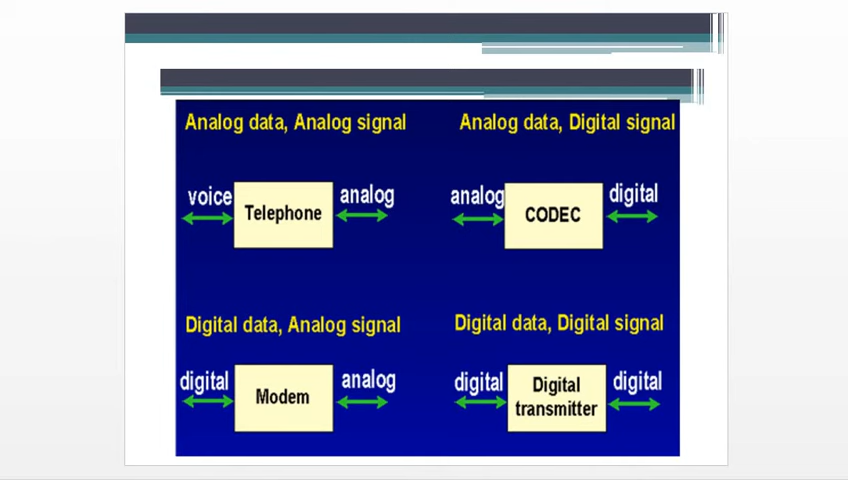 Analog data, Analog signal
Analog data, Digital signal
voice
Telephone
analog
analog
CODEC
digital
Digital data, Analog signal
Digital data, Digital signal
digital
Modem
analog
digital
Digital
transmitter
digital